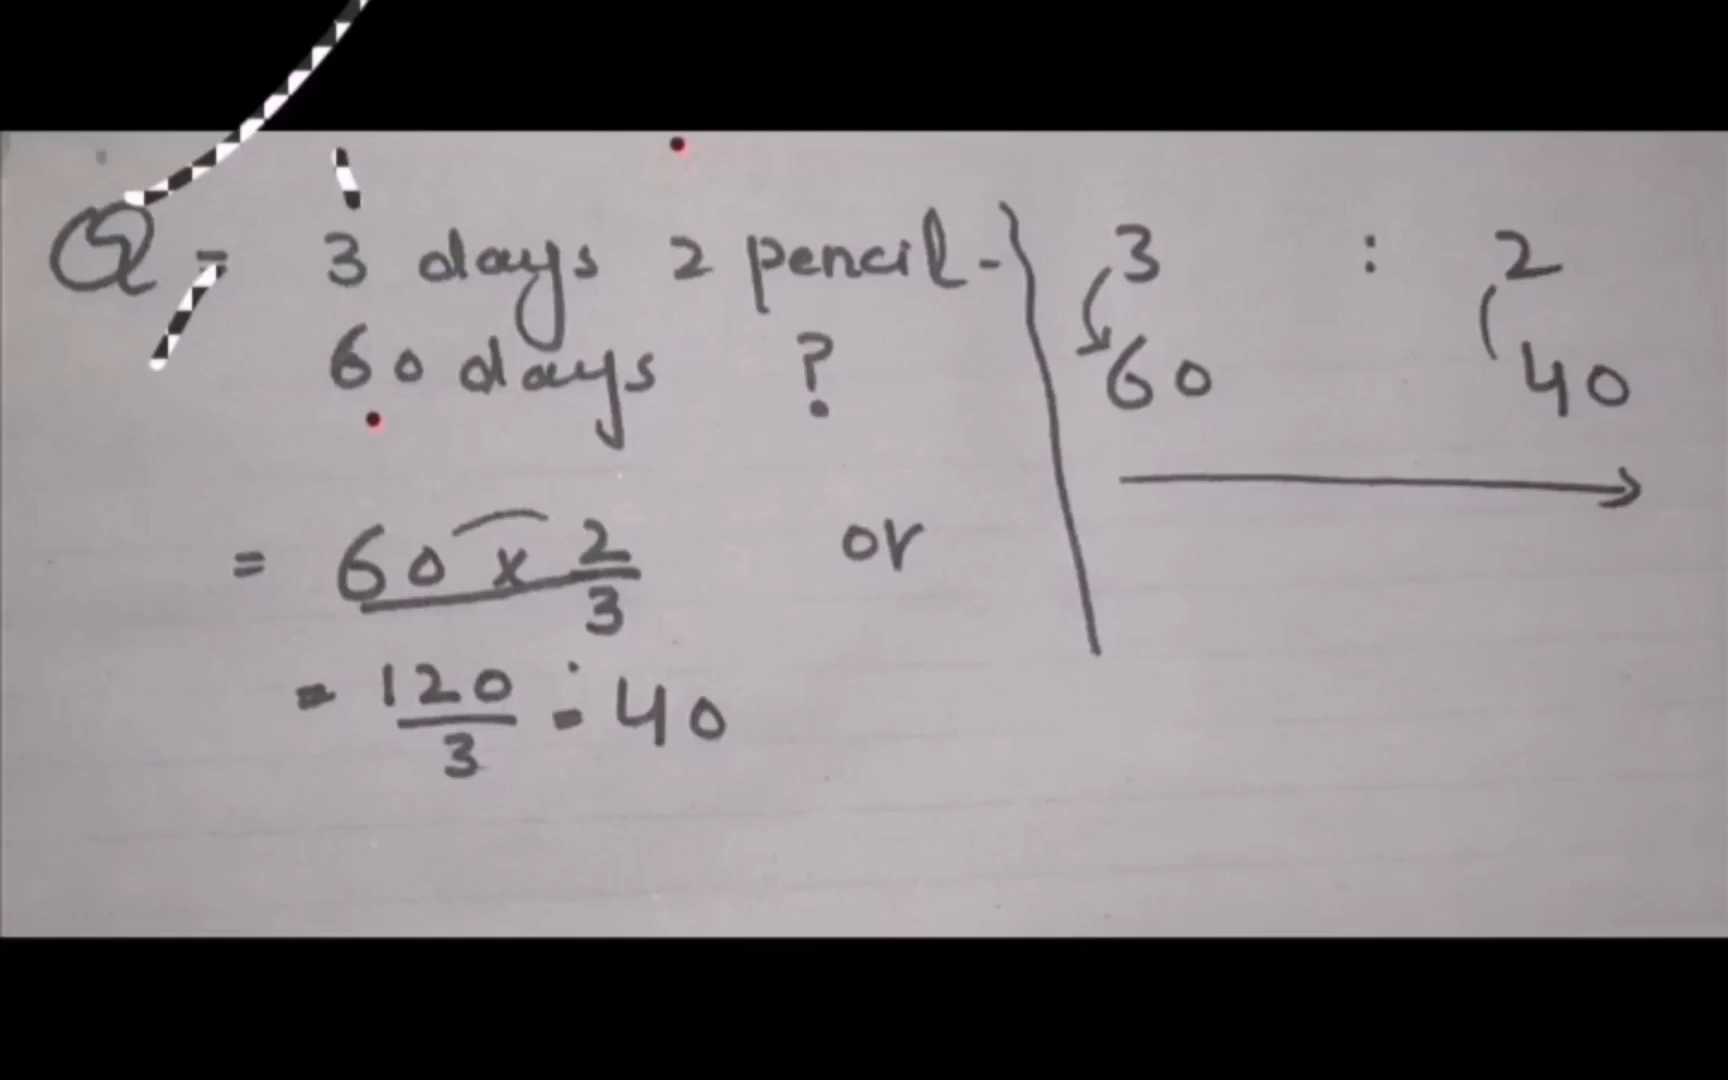 Q - 3 days 2 pencil -
60 days ?
= 60 x 2/3
= 120/3 = 40
or
3 : 2
60 40